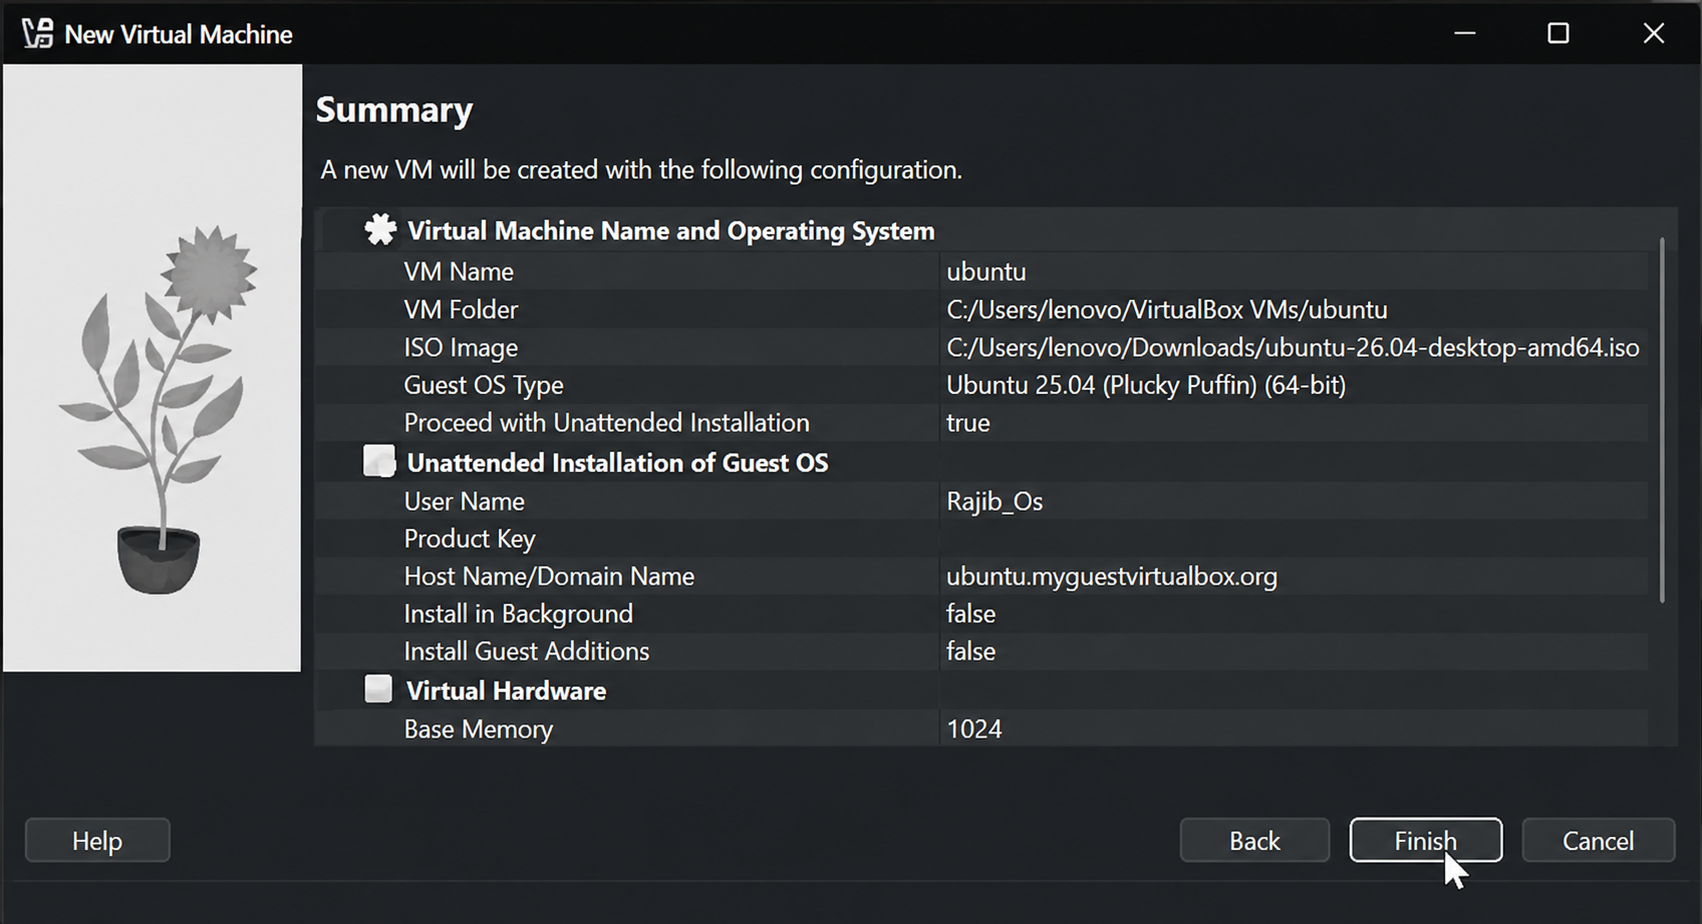 New Virtual Machine
Summary
A new VM will be created with the following configuration.
Virtual Machine Name and Operating System
VM Name ubuntu
VM Folder C:/Users/lenovo/VirtualBox VMs/ubuntu
ISO Image C:/Users/lenovo/Downloads/ubuntu-26.04-desktop-amd64.iso
Guest OS Type Ubuntu 25.04 (Plucky Puffin) (64-bit)
Proceed with Unattended Installation true
Unattended Installation of Guest OS
User Name Rajib_Os
Product Key
Host Name/Domain Name ubuntu.myguestvirtualbox.org
Install in Background false
Install Guest Additions false
Virtual Hardware
Base Memory 1024
Help Back Finish Cancel